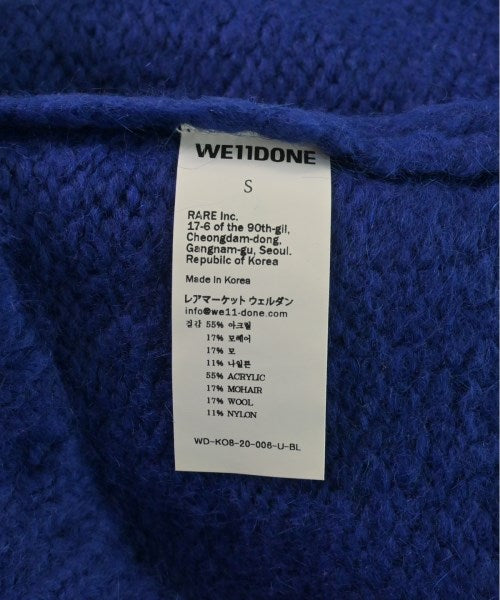 WE11DONE
S
RARE Inc.
17-6 of the 90th-gil,
Cheongdam-dong,
Gangnam-gu, Seoul.
Republic of Korea
Made in Korea
レアマーケット ウェルダン
info@we11-done.com
겉감 55% 아크릴
17% 모헤어
17% 모
11% 나일론
55% ACRYLIC
17% MOHAIR
17% WOOL
11% NYLON
WD-KO8-20-006-U-BL